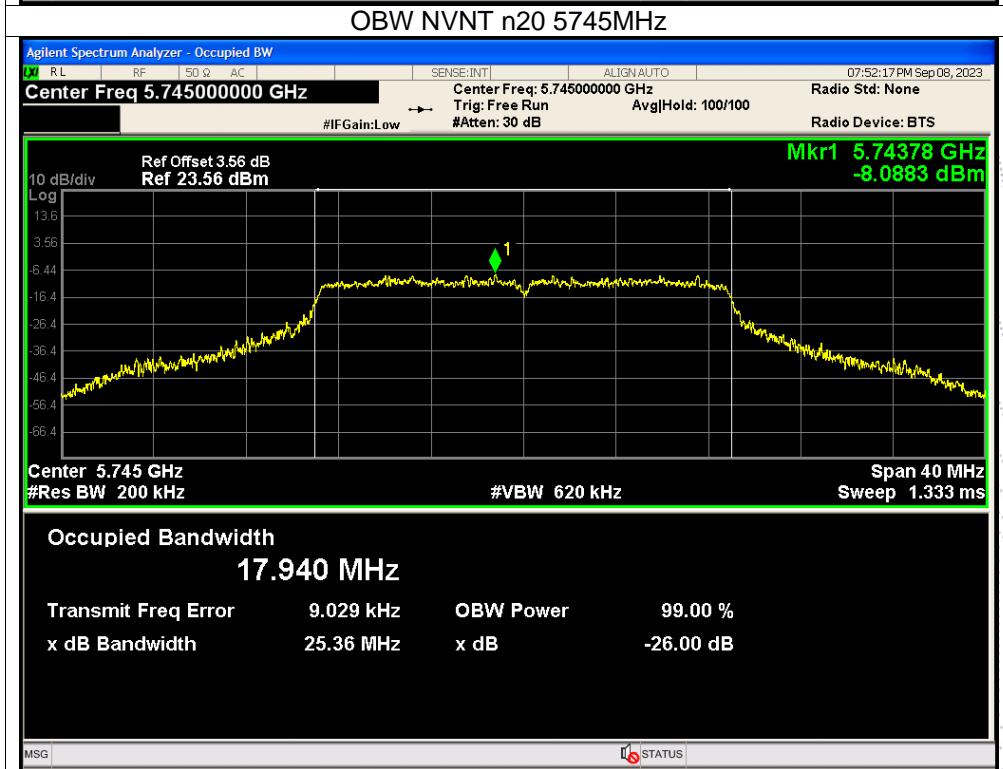 OBW NVNT n20 5745MHz
Agilent Spectrum Analyzer - Occupied BW
LXI RL RF 50 Ω AC SENSE:INT ALIGN AUTO 07:52:17 PM Sep 08, 2023
Center Freq 5.745000000 GHz Center Freq: 5.745000000 GHz Radio Std: None
Trig: Free Run Avg|Hold: 100/100
#IFGain:Low #Atten: 30 dB Radio Device: BTS
Mkr1 5.74378 GHz
Ref Offset 3.56 dB
10 dB/div Ref 23.56 dBm -8.0883 dBm
Log
13.6
3.56
1
-6.44
-16.4
-26.4
-36.4
-46.4
-56.4
-66.4
Center 5.745 GHz Span 40 MHz
#Res BW 200 kHz #VBW 620 kHz Sweep 1.333 ms
Occupied Bandwidth
17.940 MHz
Transmit Freq Error 9.029 kHz OBW Power 99.00 %
x dB Bandwidth 25.36 MHz x dB -26.00 dB
MSG STATUS